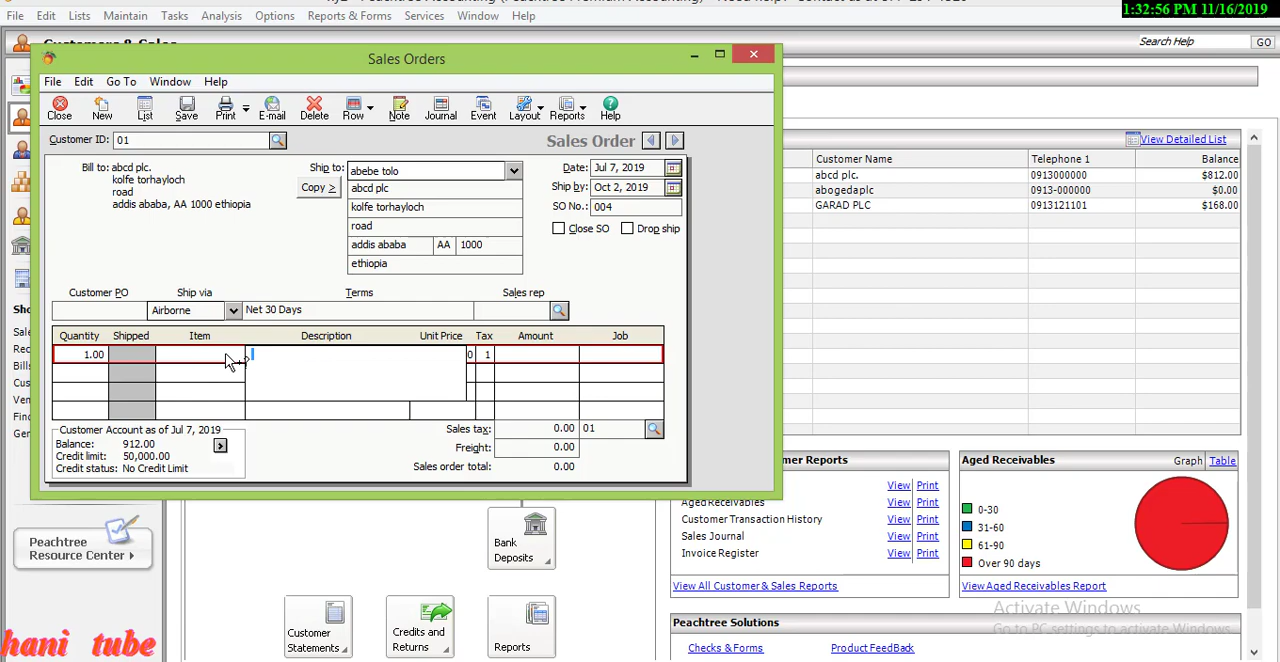 1:32:56 PM 11/16/2019
File Edit Lists Maintain Tasks Analysis Options Reports & Forms Services Window Help
Search Help GO
Sales Orders
File Edit Go To Window Help
Close New List Save Print E-mail Delete Row Note Journal Event Layout Reports Help
Customer ID: 01
Sales Order
Bill to: abcd plc.
kolfe torhayloch
road
addis ababa, AA 1000 ethiopia
Ship to: abebe tolo
Copy >
abcd plc
kolfe torhayloch
road
addis ababa AA 1000
ethiopia
Date: Jul 7, 2019
Ship by: Oct 2, 2019
SO No.: 004
Close SO Drop ship
Customer PO Ship via Terms Sales rep
Airborne Net 30 Days
Quantity Shipped Item Description Unit Price Tax Amount Job
1.00 0 1
Customer Account as of Jul 7, 2019
Balance: 912.00
Credit limit: 50,000.00
Credit status: No Credit Limit
Sales tax: 0.00 01
Freight: 0.00
Sales order total: 0.00
View Detailed List
Customer Name Telephone 1 Balance
abcd plc. 0913000000 $812.00
abogedaplc 0913-000000 $0.00
GARAD PLC 0913121101 $168.00
Peachtree
Resource Center
Bank
Deposits
Customer
Statements
Credits and
Returns
Reports
mer Reports
View Print
Aged Receivables View Print
Customer Transaction History View Print
Sales Journal View Print
Invoice Register View Print
View All Customer & Sales Reports
Aged Receivables Graph Table
0-30
31-60
61-90
Over 90 days
View Aged Receivables Report
Peachtree Solutions
Checks & Forms Product FeedBack
Activate Windows
Go to PC settings to activate Windows.
hani tube